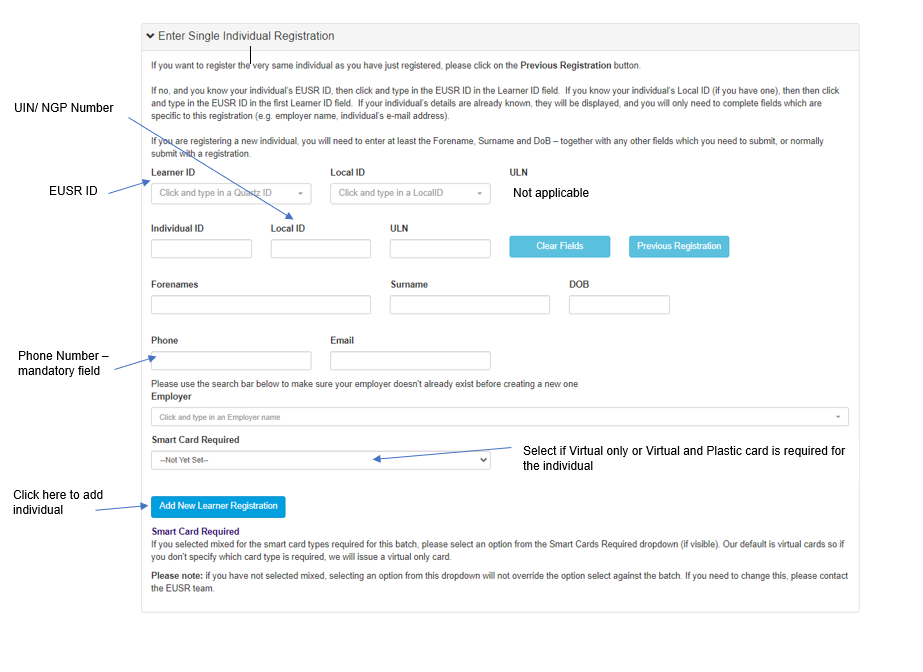 Enter Single Individual Registration
If you want to register the very same individual as you have just registered, please click on the Previous Registration button.
If no, and you know your individual's EUSR ID, then click and type in the EUSR ID in the Learner ID field. If you know your individual's Local ID (if you have one), then then click
and type in the EUSR ID in the first Learner ID field. If your individual's details are already known, they will be displayed, and you will only need to complete fields which are
specific to this registration (e.g. employer name, individual's e-mail address).
UIN/ NGP Number
If you are registering a new individual, you will need to enter at least the Forename, Surname and DoB – together with any other fields which you need to submit, or normally
submit with a registration.
Learner ID Local ID ULN
EUSR ID
Click and type in a Quartz ID Click and type in a LocalID Not applicable
Individual ID Local ID ULN
Clear Fields Previous Registration
Forenames Surname DOB
Phone Email
Phone Number –
mandatory field
Please use the search bar below to make sure your employer doesn't already exist before creating a new one
Employer
Click and type in an Employer name
Smart Card Required
--Not Yet Set--
Select if Virtual only or Virtual and Plastic card is required for
the individual
Click here to add
individual
Add New Learner Registration
Smart Card Required
If you selected mixed for the smart card types required for this batch, please select an option from the Smart Cards Required dropdown (if visible). Our default is virtual cards so if
you don't specify which card type is required, we will issue a virtual only card.
Please note: if you have not selected mixed, selecting an option from this dropdown will not override the option select against the batch. If you need to change this, please contact
the EUSR team.